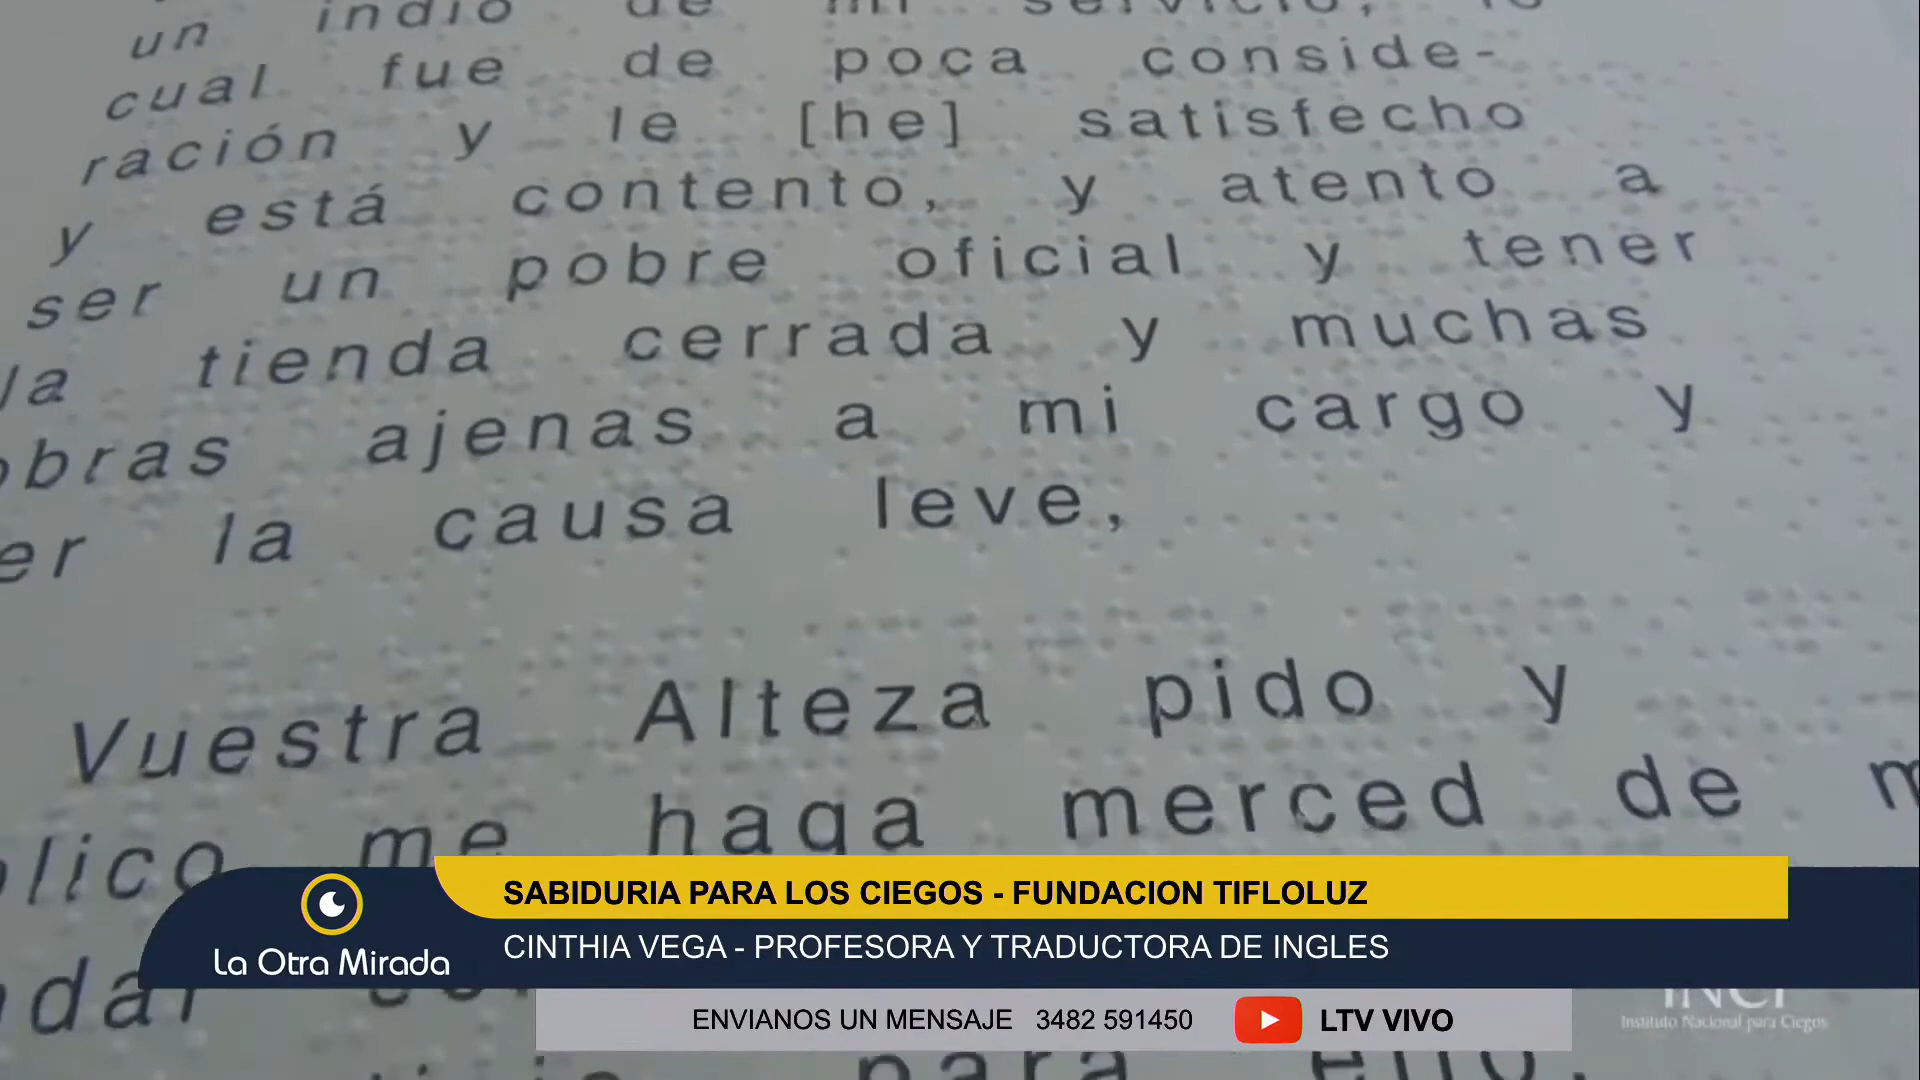 un indio de mi servicio, lo
cual fue de poca conside-
ración y le [he] satisfecho
y está contento, y atento a
ser un pobre oficial y tener
la tienda cerrada y muchas
obras ajenas a mi cargo y
er la causa leve,
Vuestra Alteza pido y
me haga merced de m
para ello.
La Otra Mirada
SABIDURIA PARA LOS CIEGOS - FUNDACION TIFLOLUZ
CINTHIA VEGA - PROFESORA Y TRADUCTORA DE INGLES
ENVIANOS UN MENSAJE 3482 591450 LTV VIVO
INCI
Instituto Nacional para Ciegos